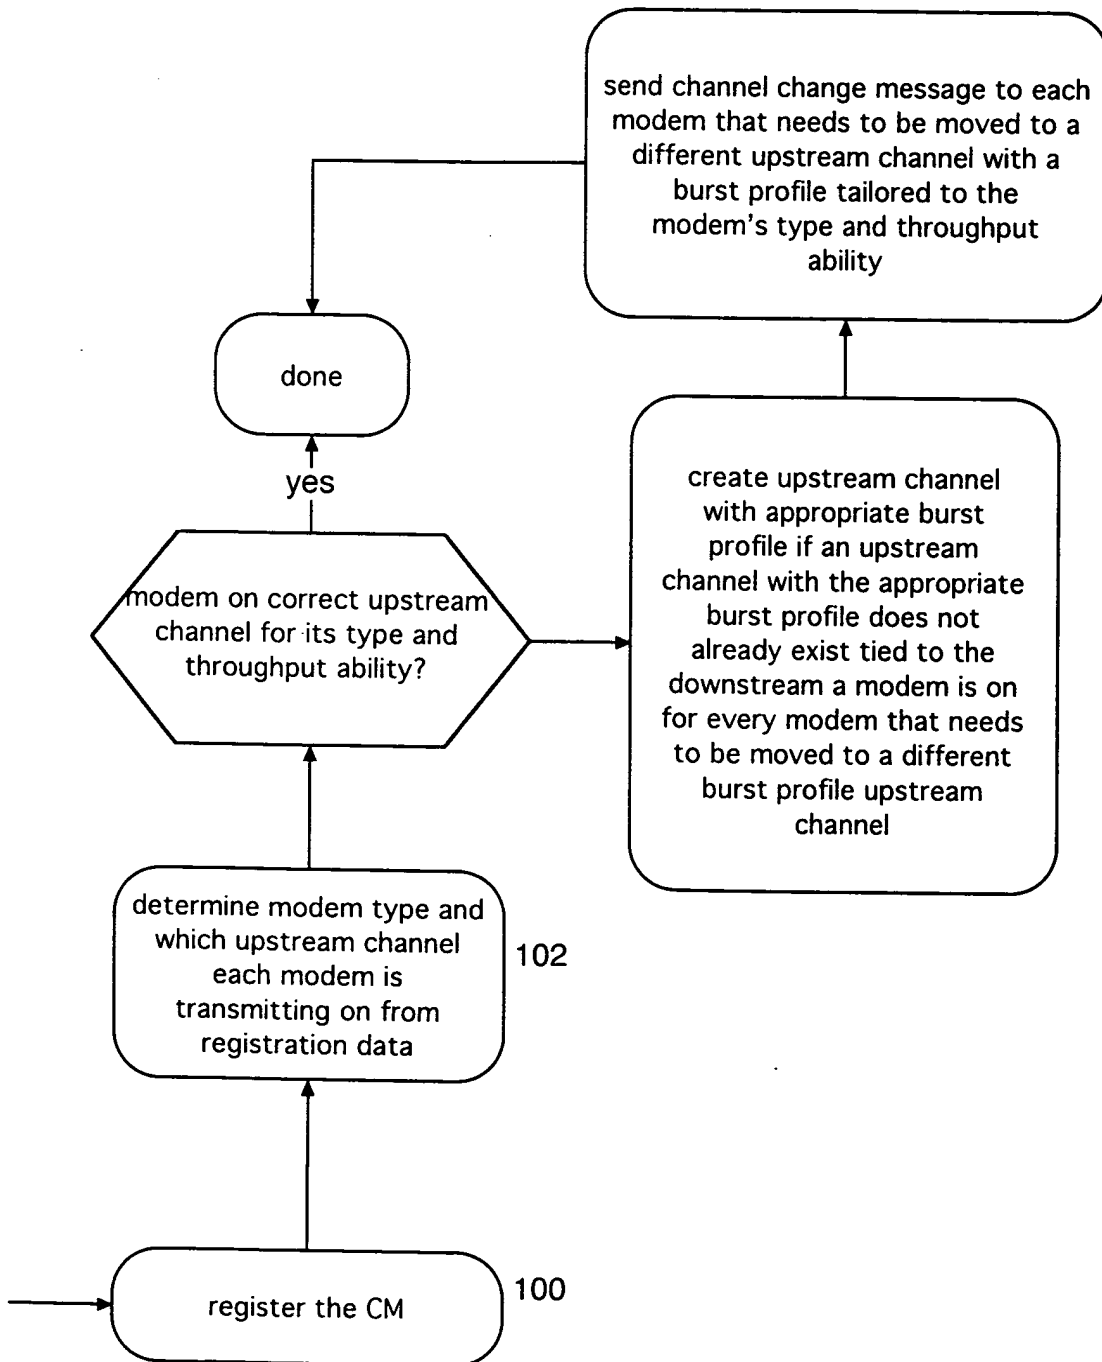 send channel change message to each
modem that needs to be moved to a
different upstream channel with a
burst profile tailored to the
modem's type and throughput
ability
done
yes
create upstream channel
with appropriate burst
profile if an upstream
channel with the appropriate
burst profile does not
already exist tied to the
downstream a modem is on
for every modem that needs
to be moved to a different
burst profile upstream
channel
modem on correct upstream
channel for its type and
throughput ability?
determine modem type and
which upstream channel
each modem is
transmitting on from
registration data
102
register the CM
100